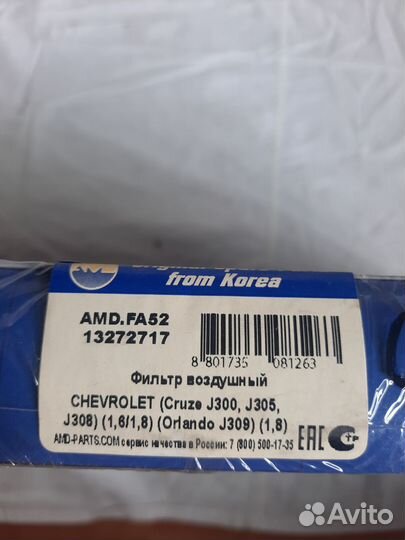 from Korea
AMD.FA52
13272717
8 801735 081263
Фильтр воздушный
CHEVROLET (Cruze J300, J305,
J308) (1,6/1,8) (Orlando J309) (1,8)
AMD-PARTS.COM сервис качества в России: 7 (800) 500-17-35
EAC
Avito